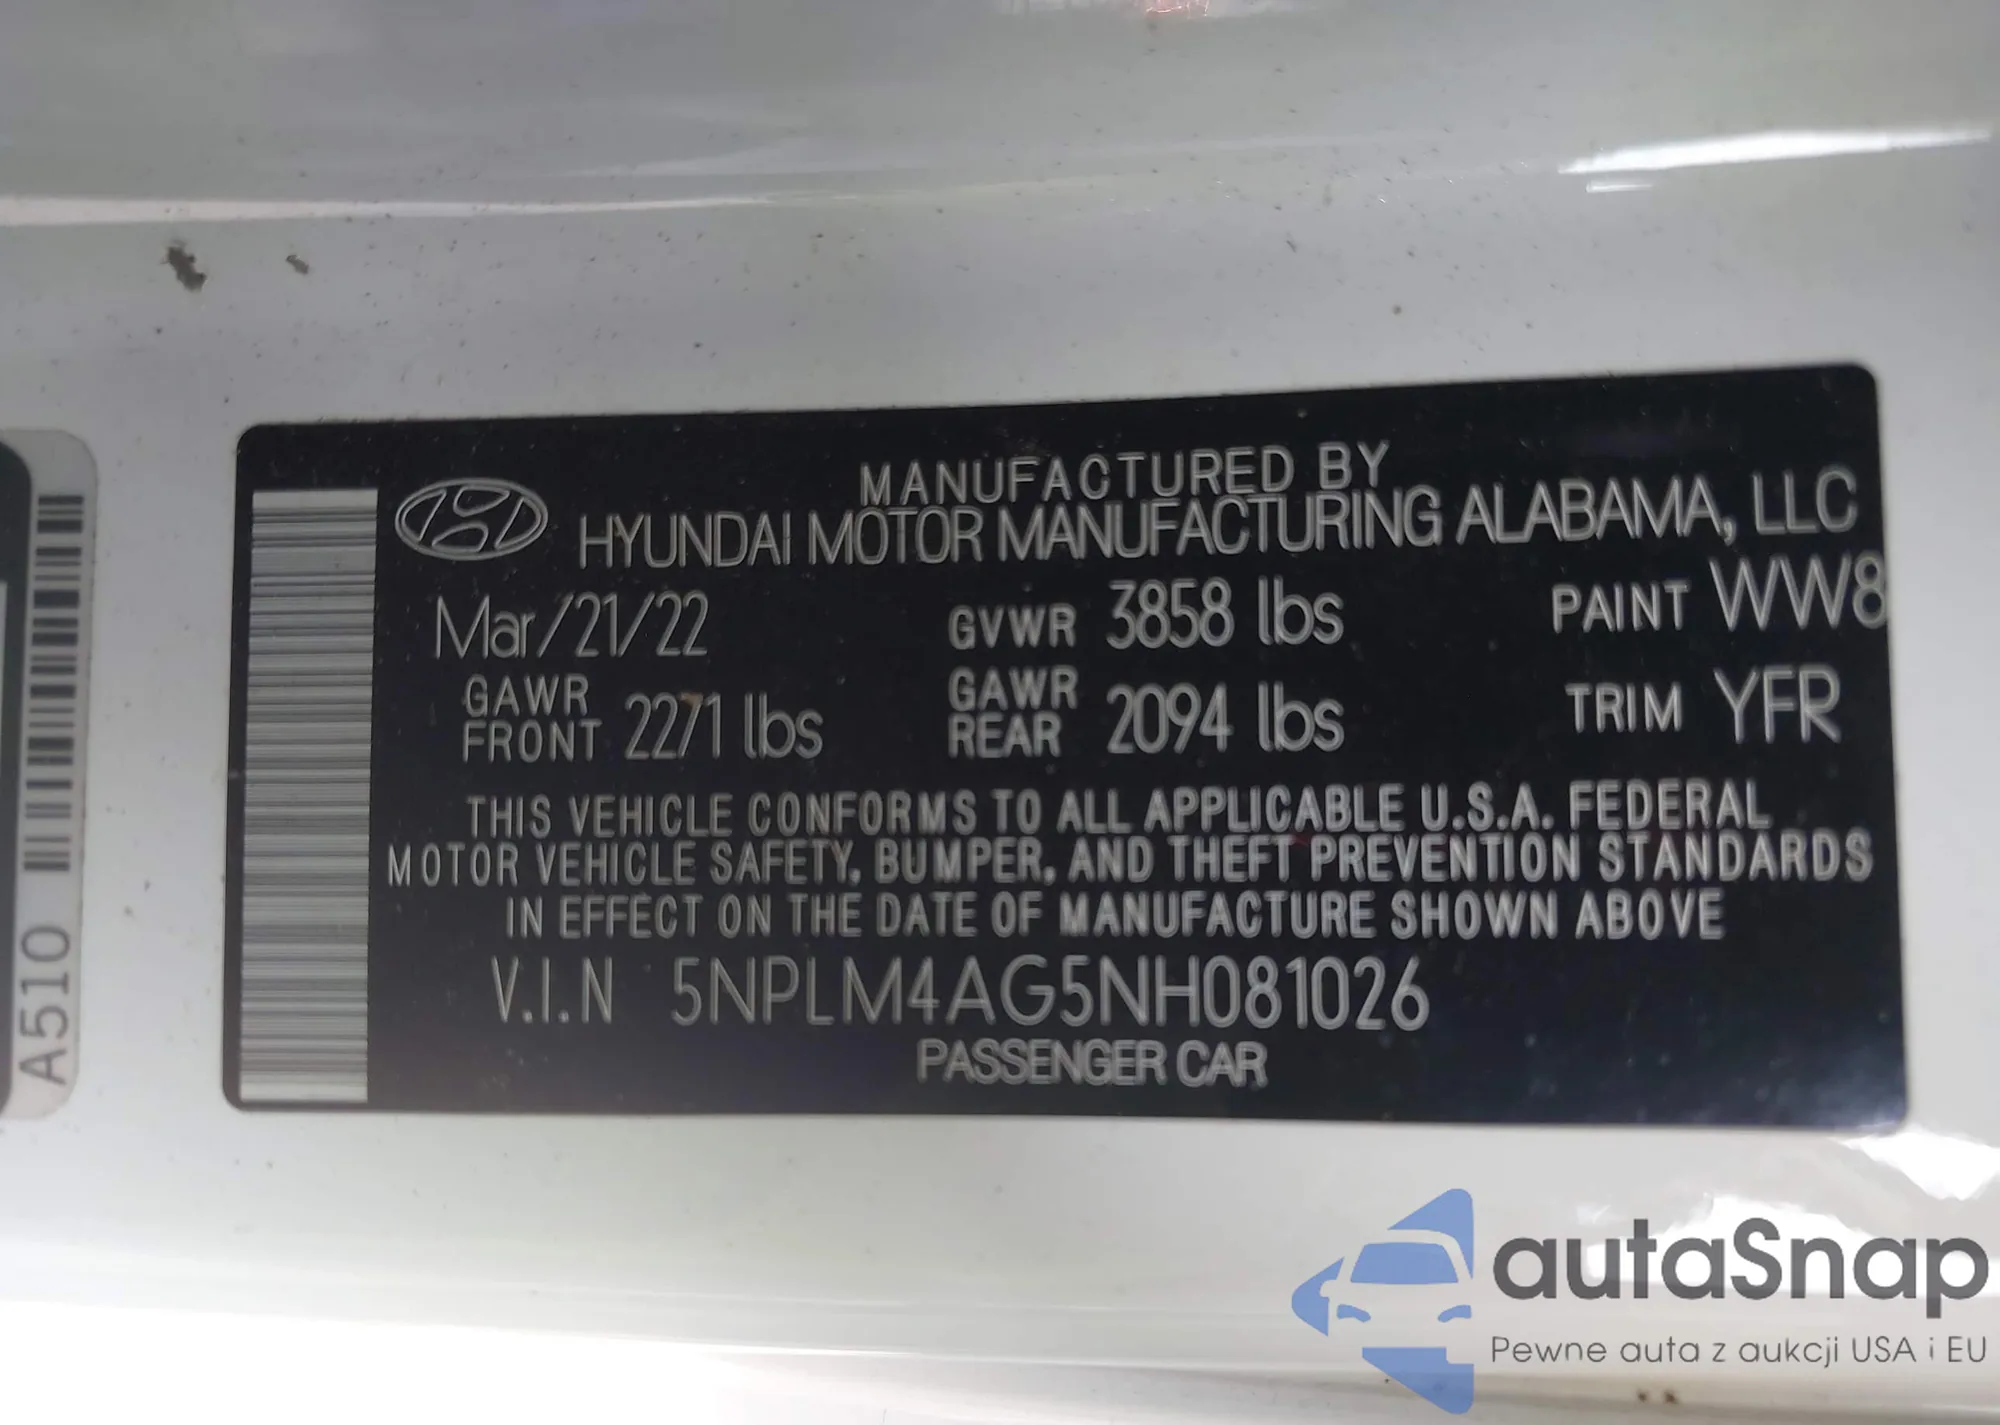 MANUFACTURED BY
HYUNDAI MOTOR MANUFACTURING ALABAMA, LLC
Mar/21/22 GVWR 3858 lbs PAINT WW8
GAWR FRONT 2271 lbs GAWR REAR 2094 lbs TRIM YFR
THIS VEHICLE CONFORMS TO ALL APPLICABLE U.S.A. FEDERAL
MOTOR VEHICLE SAFETY, BUMPER, AND THEFT PREVENTION STANDARDS
IN EFFECT ON THE DATE OF MANUFACTURE SHOWN ABOVE
V.I.N 5NPLM4AG5NH081026
PASSENGER CAR
A510
autaSnap
Pewne auta z aukcji USA i EU